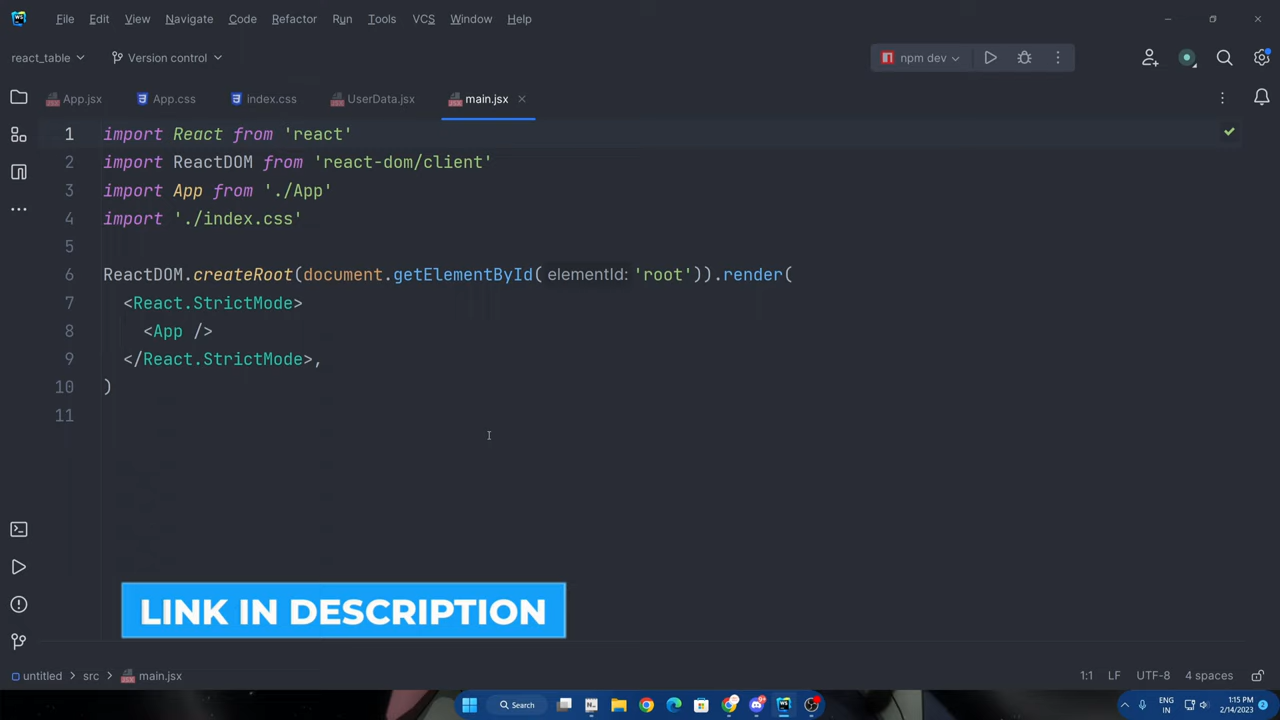 WS File Edit View Navigate Code Refactor Run Tools VCS Window Help
react_table Version control npm dev
App.jsx App.css index.css UserData.jsx main.jsx
1 import React from 'react'
2 import ReactDOM from 'react-dom/client'
3 import App from './App'
4 import './index.css'
5
6 ReactDOM.createRoot(document.getElementById( elementId: 'root')).render(
7 <React.StrictMode>
8 <App />
9 </React.StrictMode>,
10 )
11
LINK IN DESCRIPTION
untitled > src > main.jsx 1:1 LF UTF-8 4 spaces
Search ENG IN 1:15 PM 2/14/2023